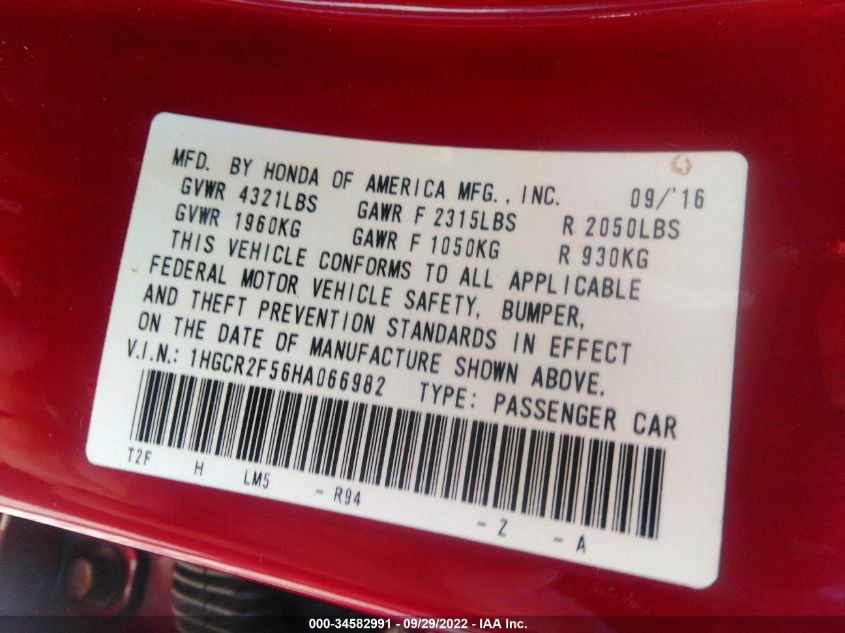 MFD. BY HONDA OF AMERICA MFG., INC. 09/'16
GVWR 4321LBS GAWR F 2315LBS R 2050LBS
GVWR 1960KG GAWR F 1050KG R 930KG
THIS VEHICLE CONFORMS TO ALL APPLICABLE
FEDERAL MOTOR VEHICLE SAFETY, BUMPER,
AND THEFT PREVENTION STANDARDS IN EFFECT
ON THE DATE OF MANUFACTURE SHOWN ABOVE.
V.I.N.: 1HGCR2F56HA066982 TYPE: PASSENGER CAR
T2F H LM5 - R94 - Z - A
000-34582991 - 09/29/2022 - IAA Inc.